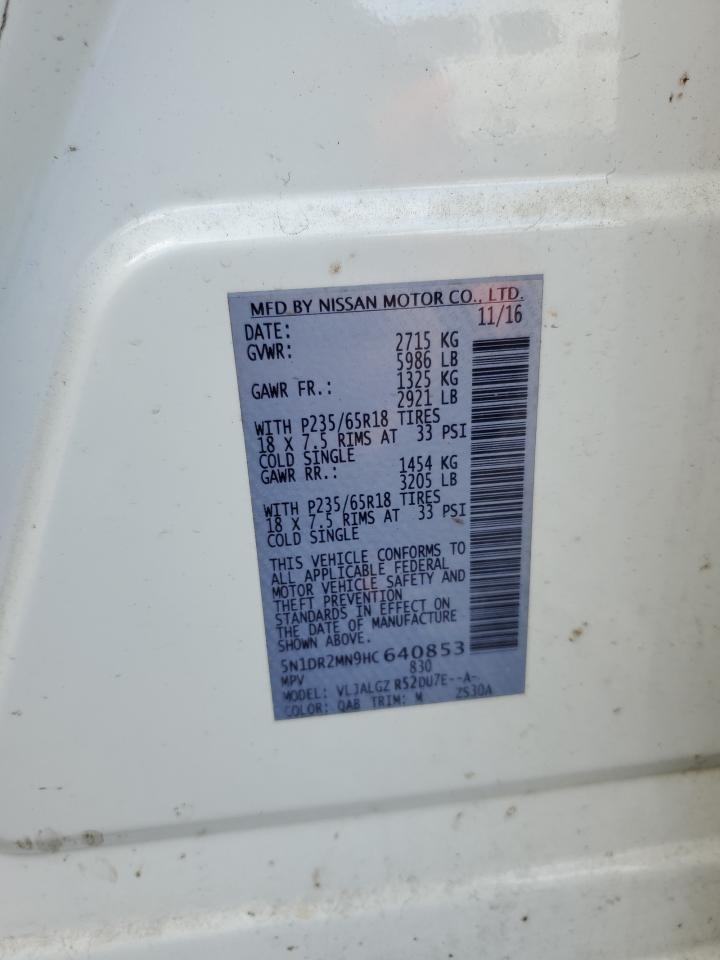 MFD BY NISSAN MOTOR CO., LTD.
DATE: 11/16
GVWR: 2715 KG
5986 LB
GAWR FR.: 1325 KG
2921 LB
WITH P235/65R18 TIRES
18 X 7.5 RIMS AT 33 PSI
COLD SINGLE
GAWR RR.: 1454 KG
3205 LB
WITH P235/65R18 TIRES
18 X 7.5 RIMS AT 33 PSI
COLD SINGLE
THIS VEHICLE CONFORMS TO
ALL APPLICABLE FEDERAL
MOTOR VEHICLE SAFETY AND
THEFT PREVENTION
STANDARDS IN EFFECT ON
THE DATE OF MANUFACTURE
SHOWN ABOVE.
5N1DR2MN9HC640853
MPV 830
MODEL: VLJALGZ R52DU7E--A-
COLOR: QAB TRIM: M ZS30A